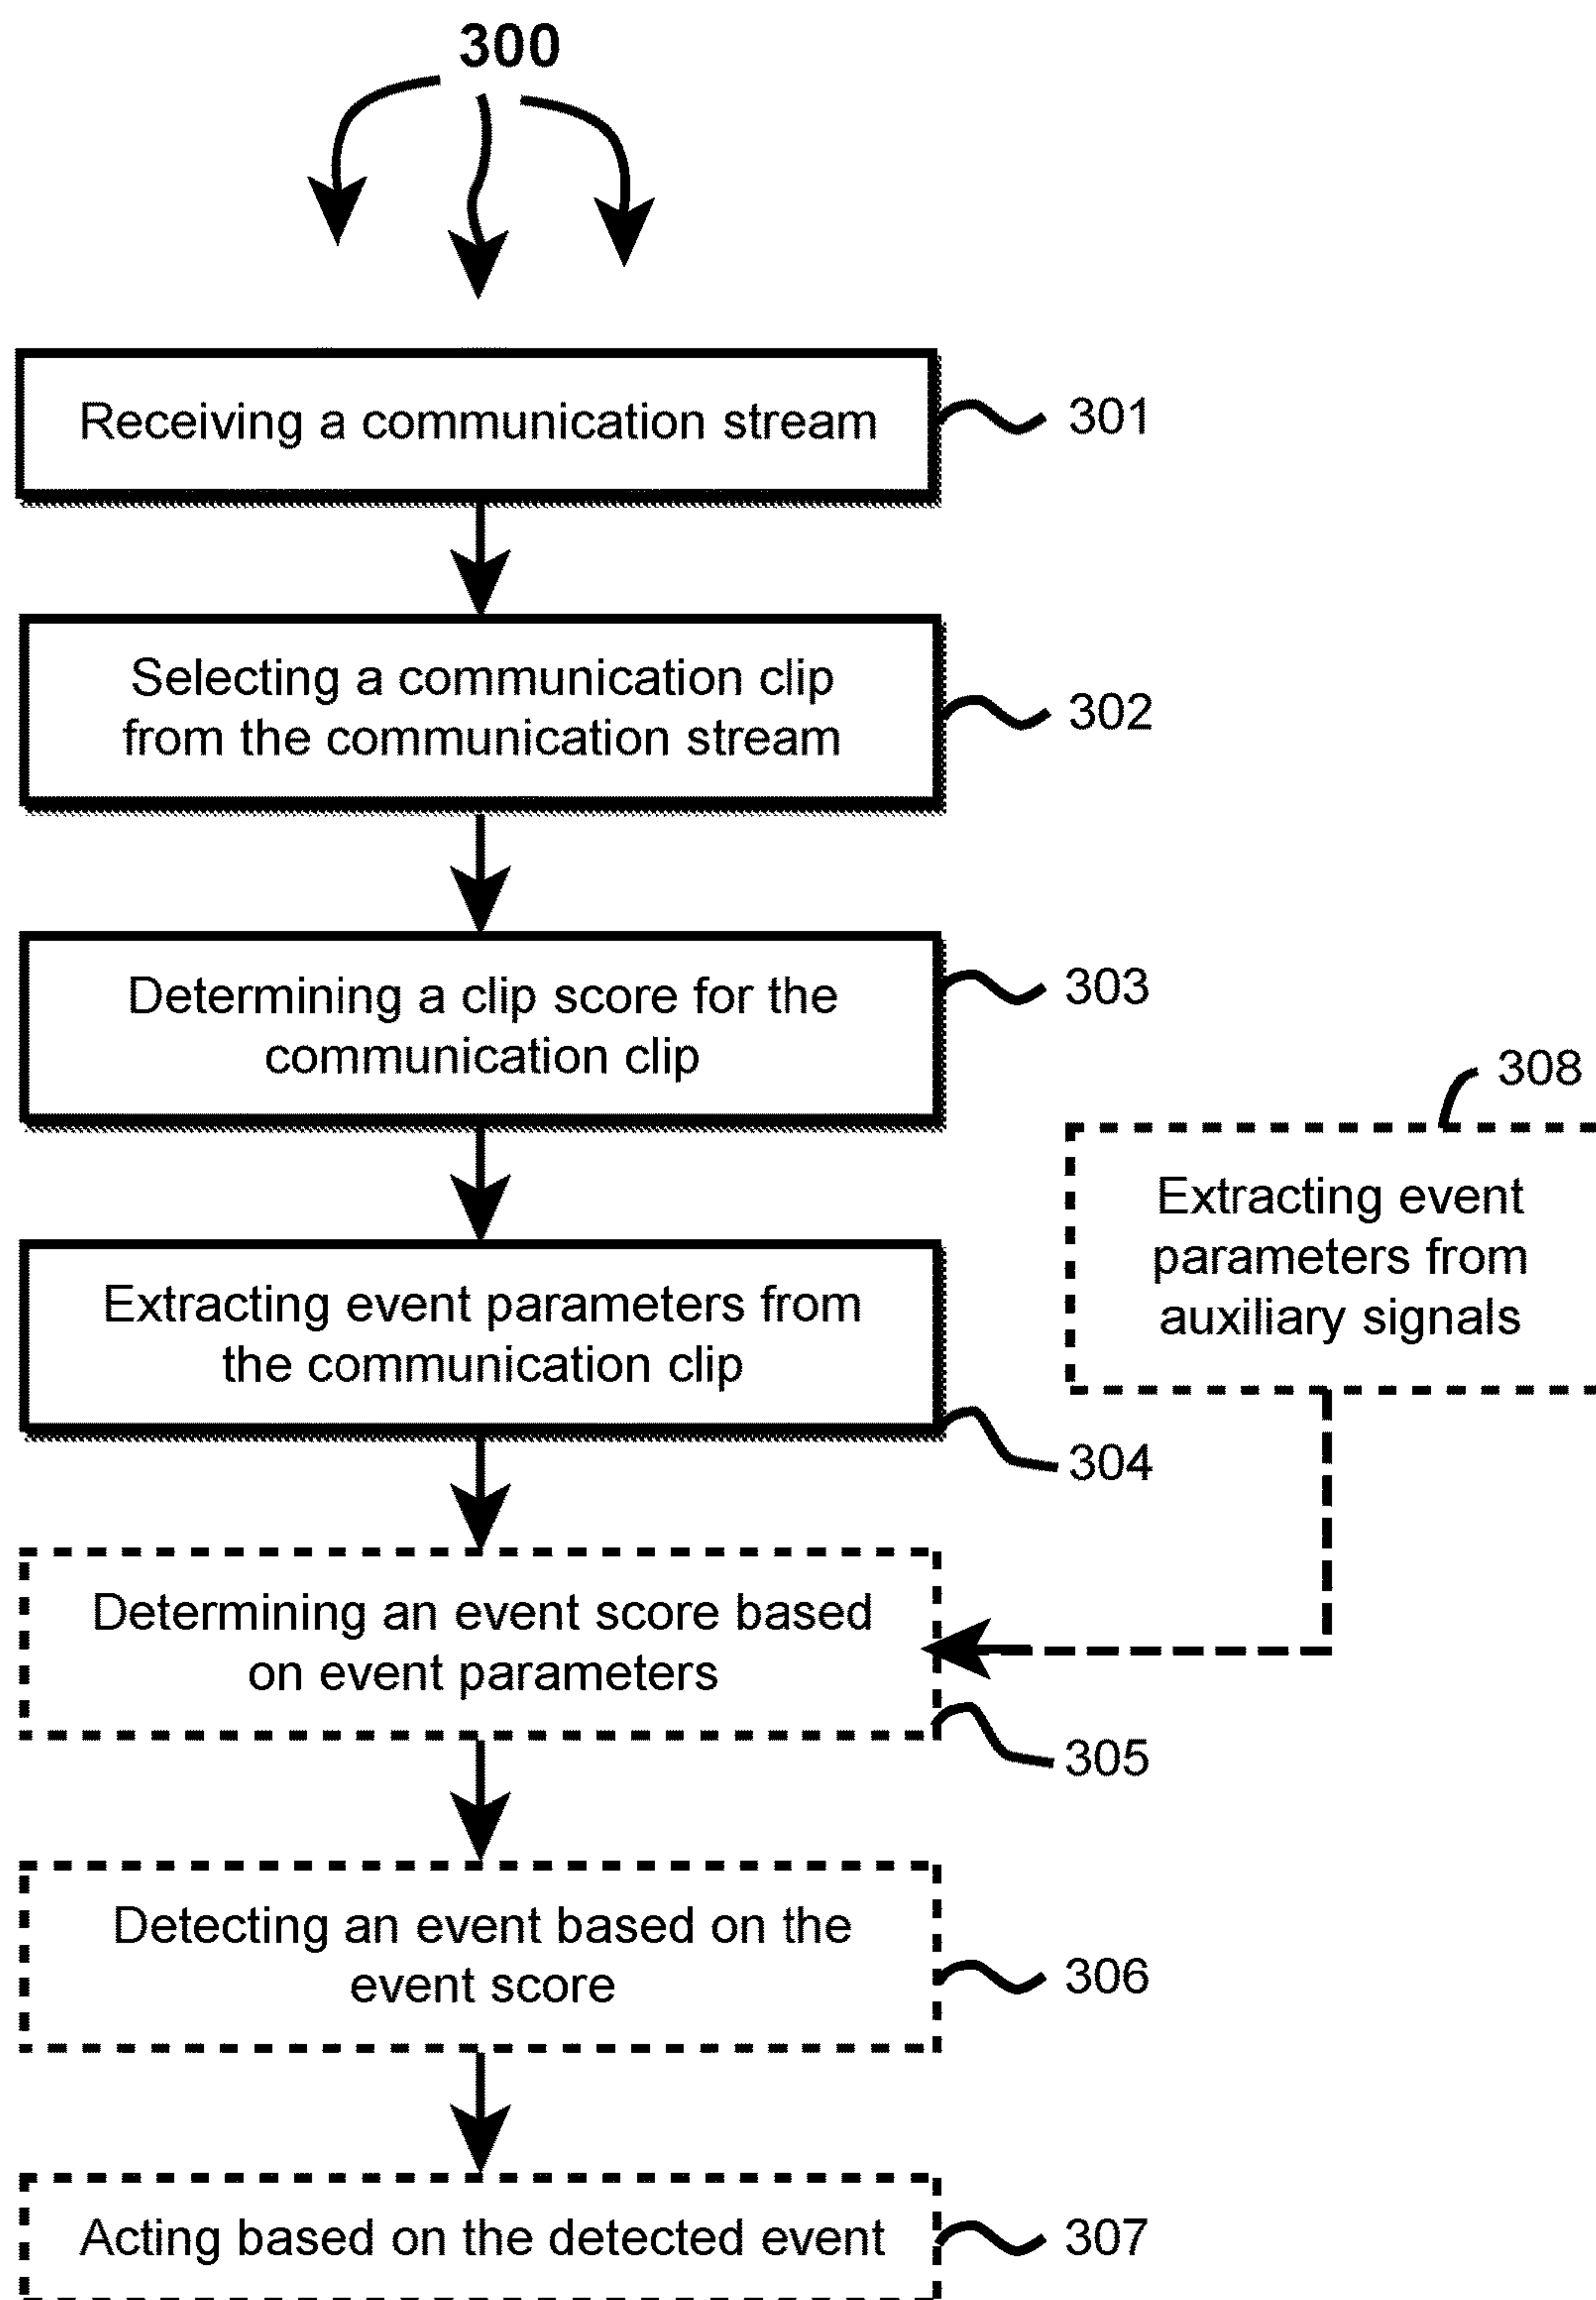 300
Receiving a communication stream
301
Selecting a communication clip
from the communication stream
302
Determining a clip score for the
communication clip
303
308
Extracting event
parameters from
auxiliary signals
Extracting event parameters from
the communication clip
304
Determining an event score based
on event parameters
305
Detecting an event based on the
event score
306
Acting based on the detected event
307